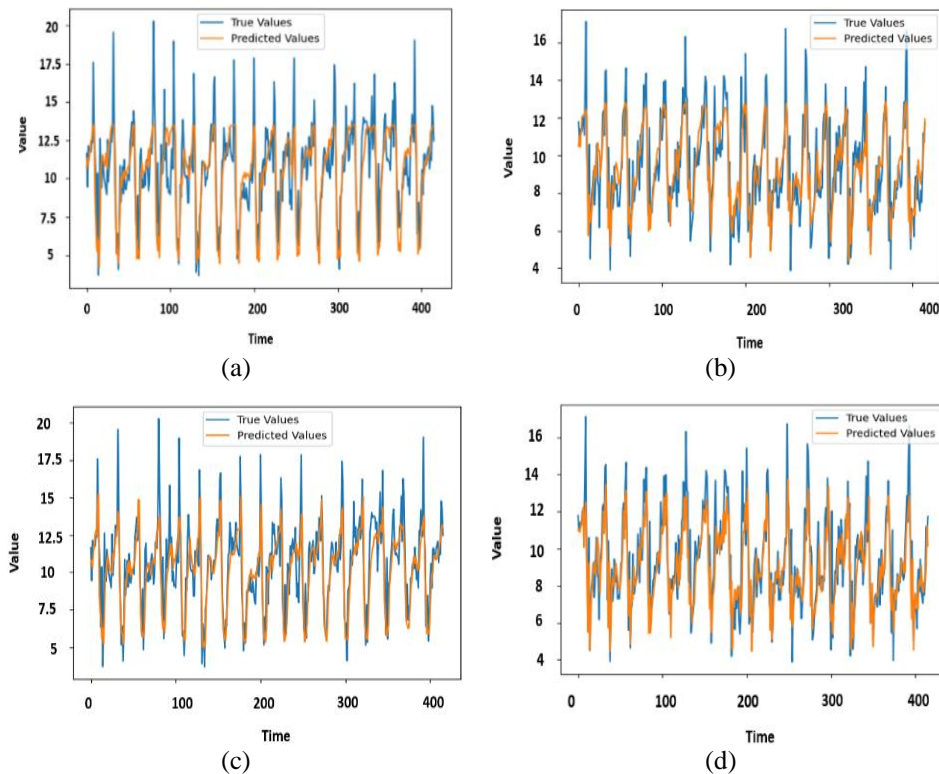 True Values
Predicted Values
20
17.5
15
12.5
10
7.5
5
Value
0 100 200 300 400
Time
(a)
True Values
Predicted Values
16
14
12
10
8
6
4
Value
0 100 200 300 400
Time
(b)
True Values
Predicted Values
20
17.5
15
12.5
10
7.5
5
Value
0 100 200 300 400
Time
(c)
True Values
Predicted Values
16
14
12
10
8
6
4
Value
0 100 200 300 400
Time
(d)